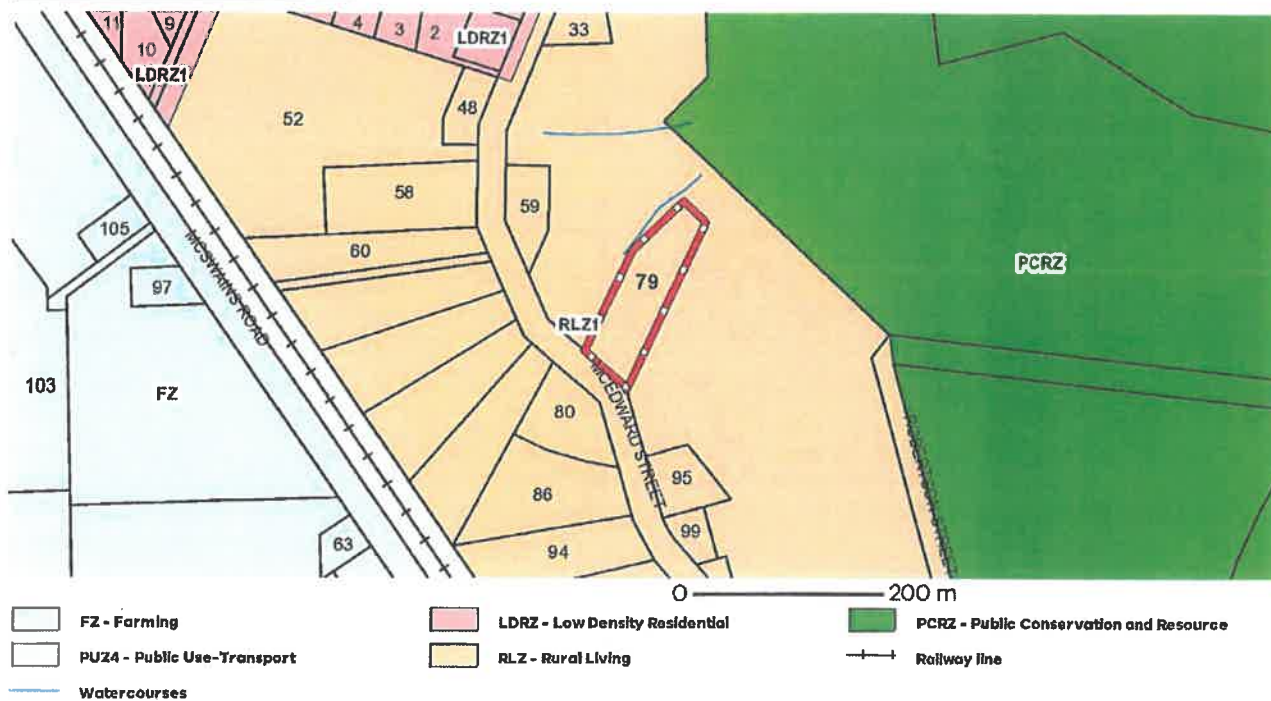 11
9
10
LDRZ1
4
3
2
LDRZ1
33
52
48
58
59
60
105
97
MCSWAINS ROAD
103
FZ
79
RLZ1
PCRZ
80
MCEDWARD STREET
86
95
99
94
63
ROBERTSON STREET
0 200 m
FZ - Farming
LDRZ - Low Density Residential
PCRZ - Public Conservation and Resource
PUZ4 - Public Use-Transport
RLZ - Rural Living
Railway line
Watercourses